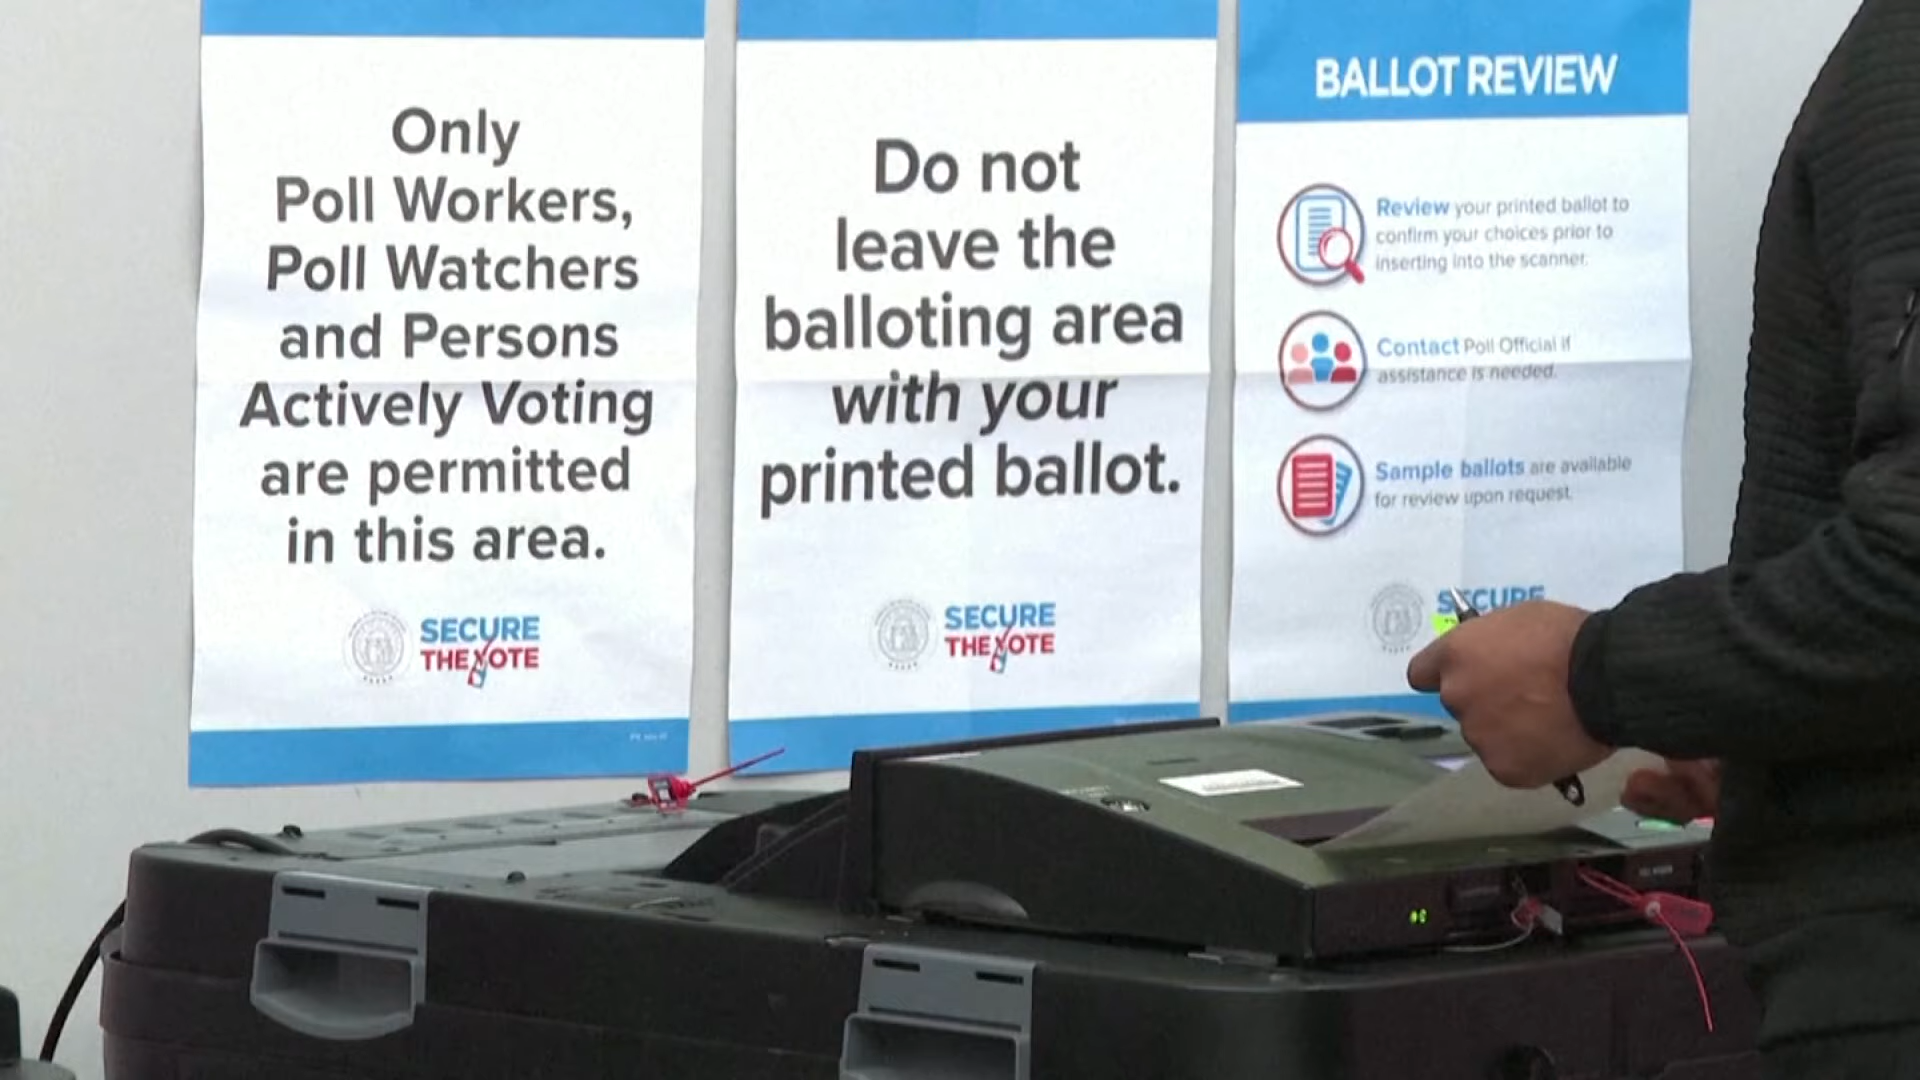 Only
Poll Workers,
Poll Watchers
and Persons
Actively Voting
are permitted
in this area.
SECURE
THE VOTE
Do not
leave the
balloting area
with your
printed ballot.
SECURE
THE VOTE
BALLOT REVIEW
Review your printed ballot to
confirm your choices prior to
inserting into the scanner.
Contact Poll Official if
assistance is needed.
Sample ballots are available
for review upon request.
SECURE